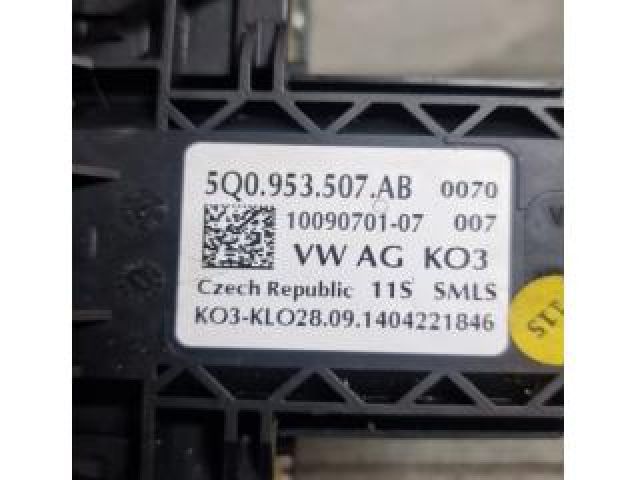 5Q0.953.507.AB 0070
10090701-07 007
VW AG KO3
Czech Republic 11S SMLS
KO3-KLO28.09.1404221846
11S